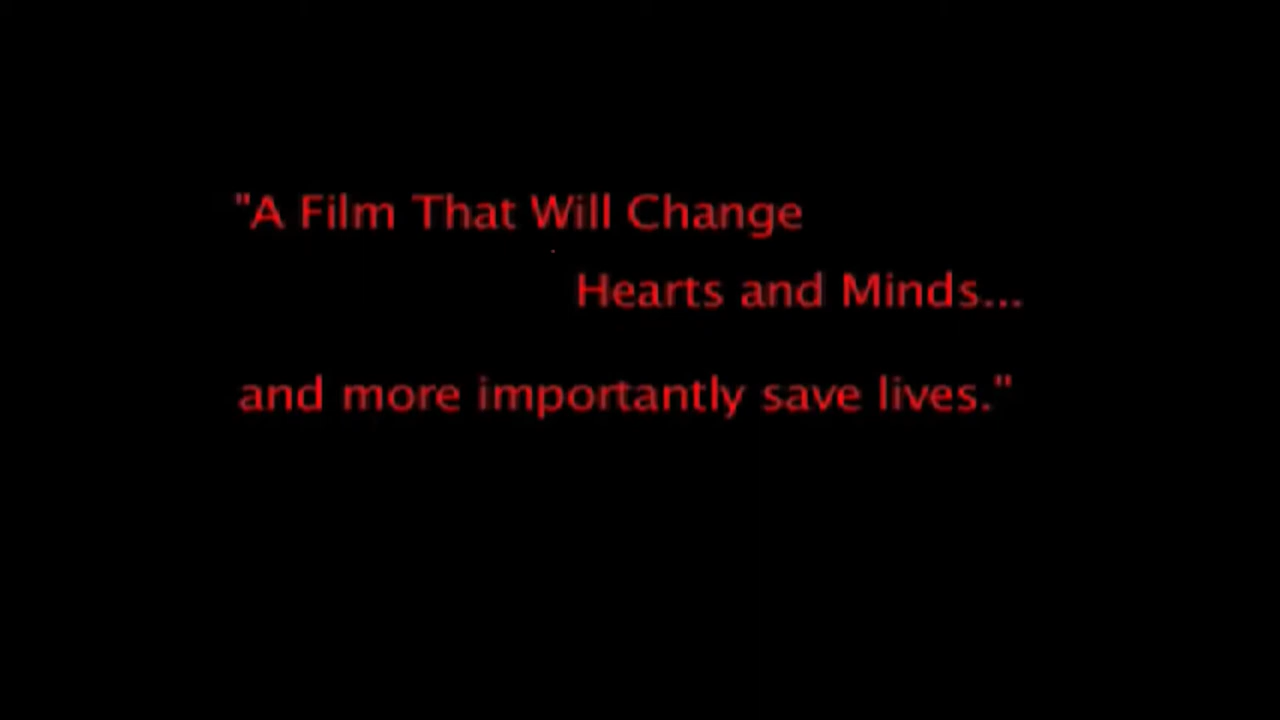 "A Film That Will Change
Hearts and Minds...
and more importantly save lives."